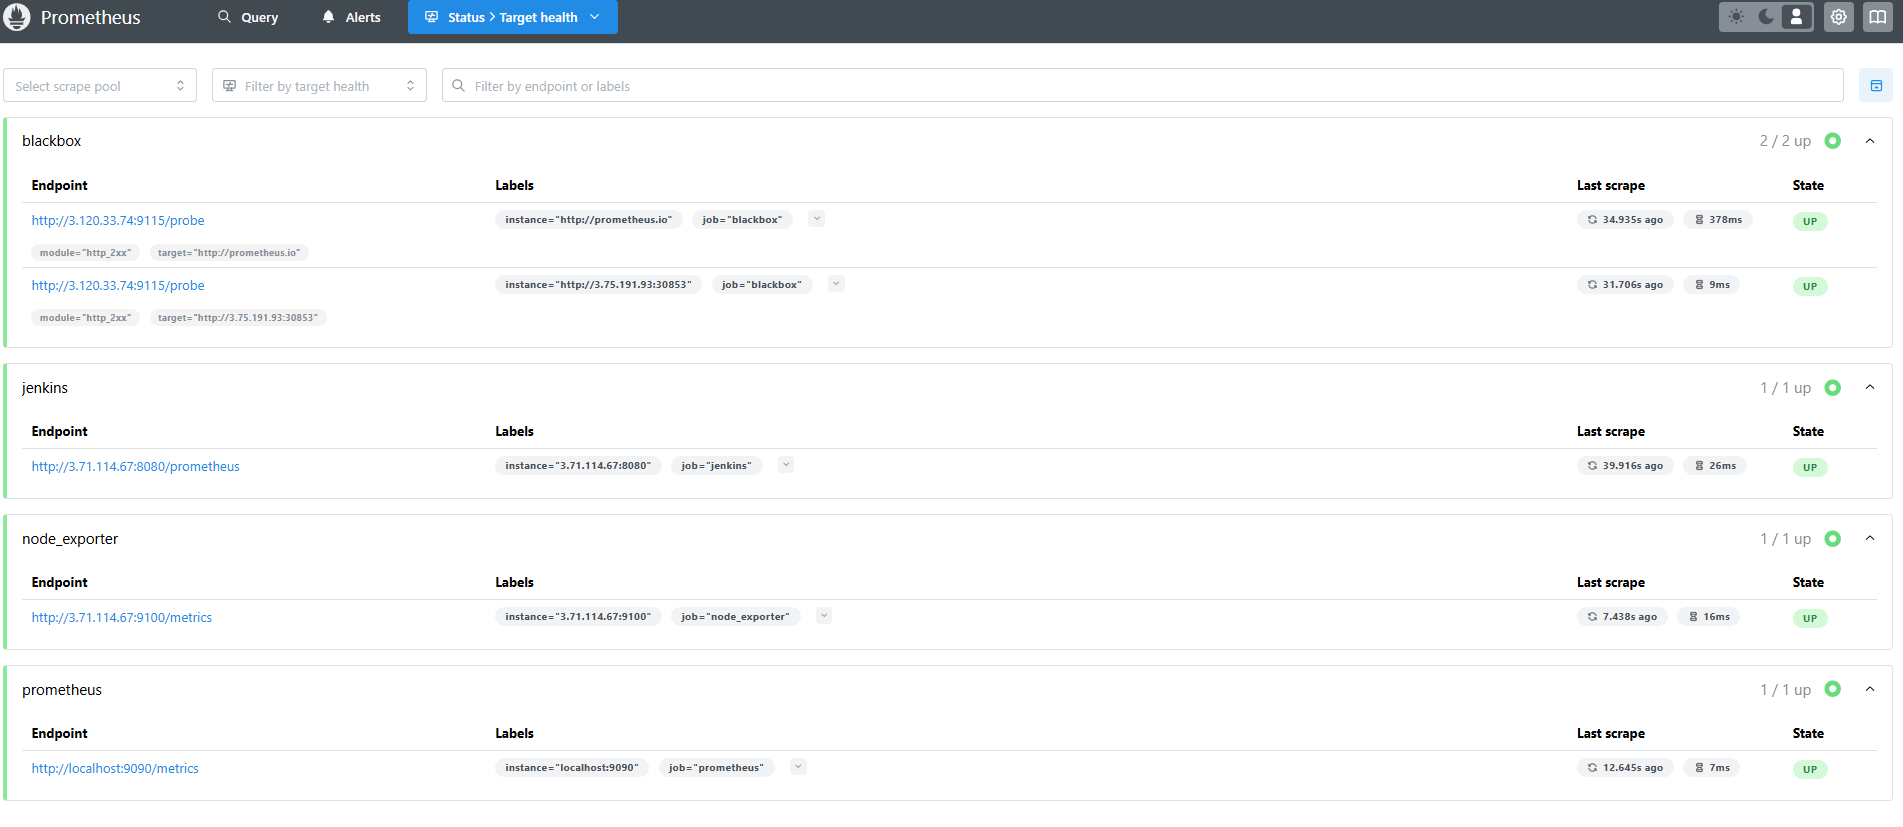 Prometheus Query Alerts Status > Target health
Select scrape pool Filter by target health Filter by endpoint or labels
blackbox 2 / 2 up
Endpoint Labels Last scrape State
http://3.120.33.74:9115/probe instance="http://prometheus.io" job="blackbox" 34.935s ago 378ms UP
module="http_2xx" target="http://prometheus.io"
http://3.120.33.74:9115/probe instance="http://3.75.191.93:30853" job="blackbox" 31.706s ago 9ms UP
module="http_2xx" target="http://3.75.191.93:30853"
jenkins 1 / 1 up
Endpoint Labels Last scrape State
http://3.71.114.67:8080/prometheus instance="3.71.114.67:8080" job="jenkins" 39.916s ago 26ms UP
node_exporter 1 / 1 up
Endpoint Labels Last scrape State
http://3.71.114.67:9100/metrics instance="3.71.114.67:9100" job="node_exporter" 7.438s ago 16ms UP
prometheus 1 / 1 up
Endpoint Labels Last scrape State
http://localhost:9090/metrics instance="localhost:9090" job="prometheus" 12.645s ago 7ms UP